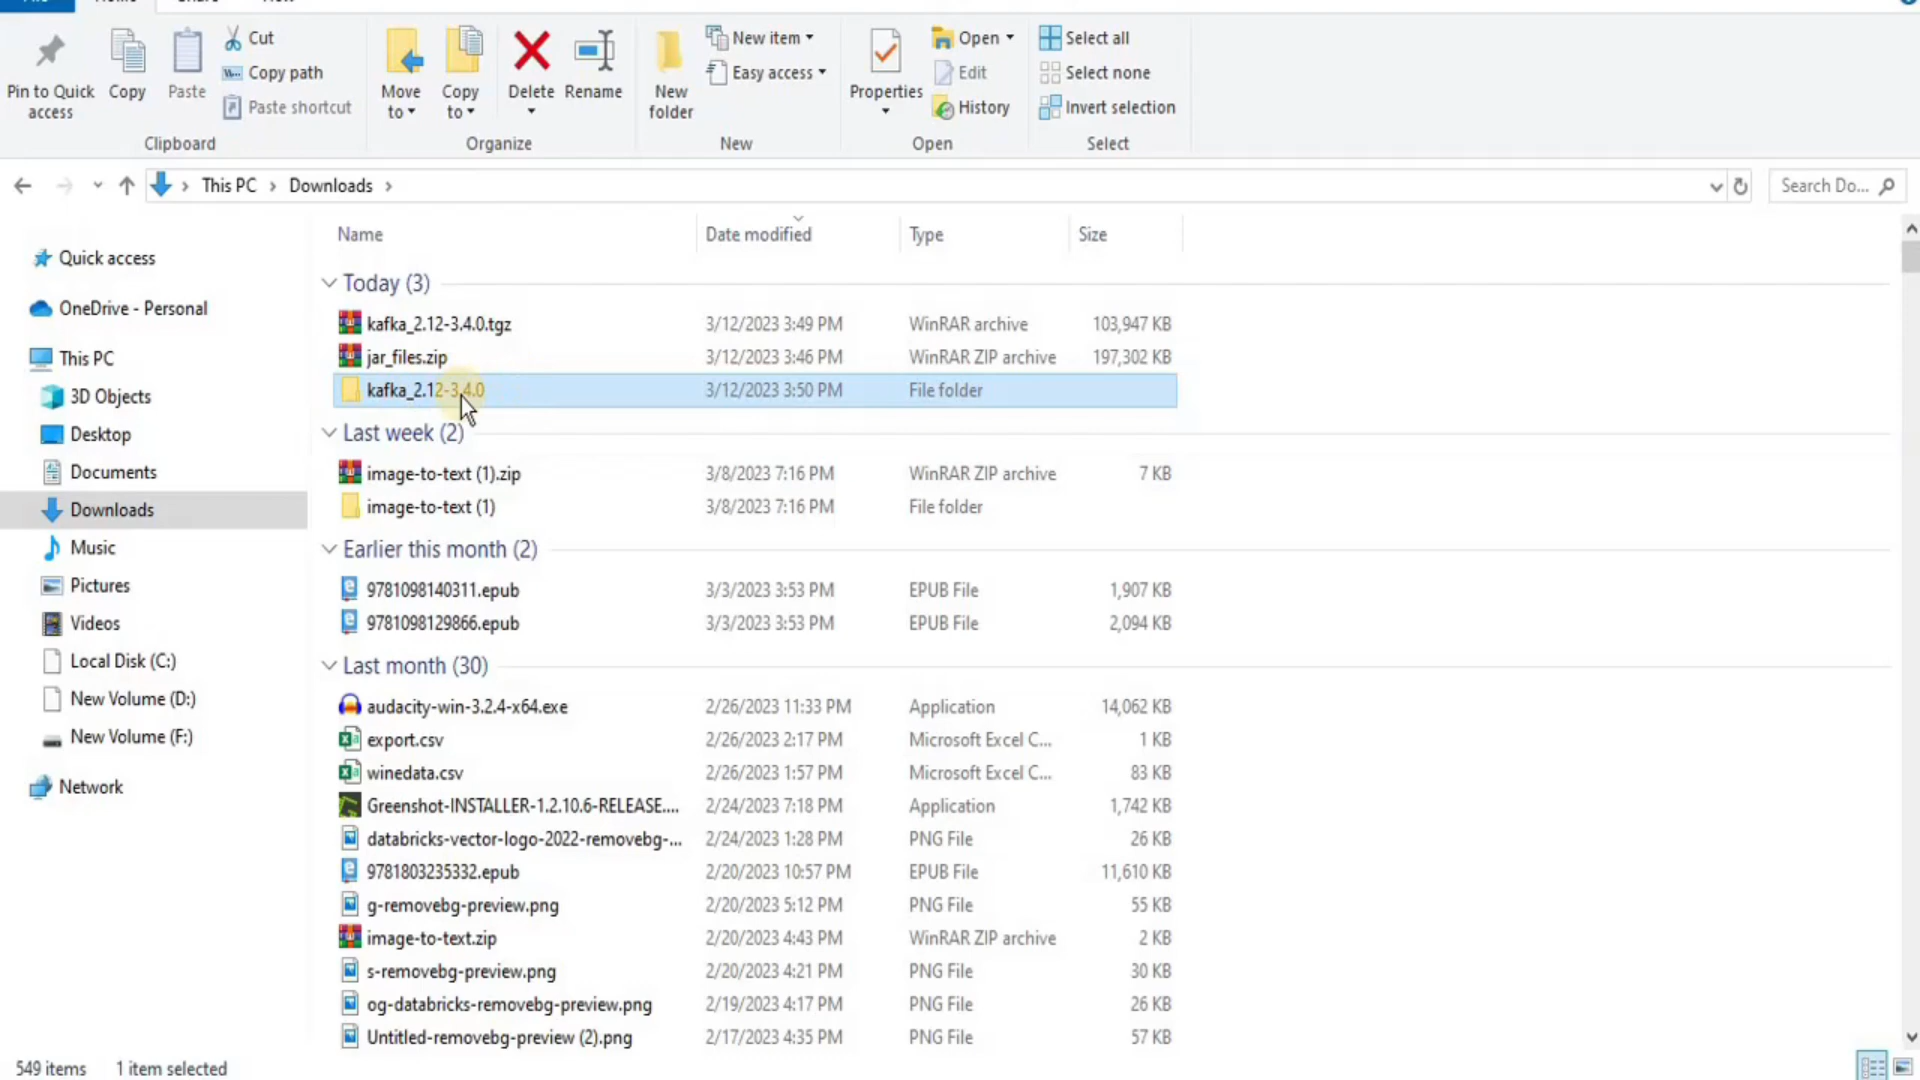 File Home Share View
Pin to Quick access
Copy
Paste
Cut
Copy path
Paste shortcut
Clipboard
Move to
Copy to
Delete
Rename
Organize
New folder
New item
Easy access
New
Properties
Open
Edit
History
Open
Select all
Select none
Invert selection
Select
This PC > Downloads >
Search Do...
Quick access
OneDrive - Personal
This PC
3D Objects
Desktop
Documents
Downloads
Music
Pictures
Videos
Local Disk (C:)
New Volume (D:)
New Volume (F:)
Network
Name Date modified Type Size
Today (3)
kafka_2.12-3.4.0.tgz 3/12/2023 3:49 PM WinRAR archive 103,947 KB
jar_files.zip 3/12/2023 3:46 PM WinRAR ZIP archive 197,302 KB
kafka_2.12-3.4.0 3/12/2023 3:50 PM File folder
Last week (2)
image-to-text (1).zip 3/8/2023 7:16 PM WinRAR ZIP archive 7 KB
image-to-text (1) 3/8/2023 7:16 PM File folder
Earlier this month (2)
9781098140311.epub 3/3/2023 3:53 PM EPUB File 1,907 KB
9781098129866.epub 3/3/2023 3:53 PM EPUB File 2,094 KB
Last month (30)
audacity-win-3.2.4-x64.exe 2/26/2023 11:33 PM Application 14,062 KB
export.csv 2/26/2023 2:17 PM Microsoft Excel C... 1 KB
winedata.csv 2/26/2023 1:57 PM Microsoft Excel C... 83 KB
Greenshot-INSTALLER-1.2.10.6-RELEASE.... 2/24/2023 7:18 PM Application 1,742 KB
databricks-vector-logo-2022-removebg-... 2/24/2023 1:28 PM PNG File 26 KB
9781803235332.epub 2/20/2023 10:57 PM EPUB File 11,610 KB
g-removebg-preview.png 2/20/2023 5:12 PM PNG File 55 KB
image-to-text.zip 2/20/2023 4:43 PM WinRAR ZIP archive 2 KB
s-removebg-preview.png 2/20/2023 4:21 PM PNG File 30 KB
og-databricks-removebg-preview.png 2/19/2023 4:17 PM PNG File 26 KB
Untitled-removebg-preview (2).png 2/17/2023 4:35 PM PNG File 57 KB
549 items 1 item selected